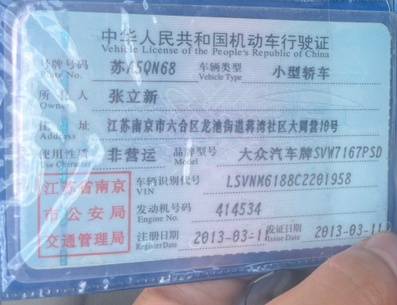 中华人民共和国机动车行驶证
Vehicle License of the People's Republic of China
号牌号码 苏A5QN68 车辆类型 小型轿车
Plate No. Vehicle Type
所有人 张立新
Owner
住址 江苏南京市六合区龙池街道蒋湾社区大周营10号
Address
使用性质 非营运 品牌型号 大众汽车牌SVW7167PSD
Use Character Model
江苏省南京 车辆识别代号 LSVNM6188C2201958
VIN
市公安局 发动机号码 414534
Engine No.
交通管理局 注册日期 2013-03-11 发证日期 2013-03-11
Register Date Issue Date